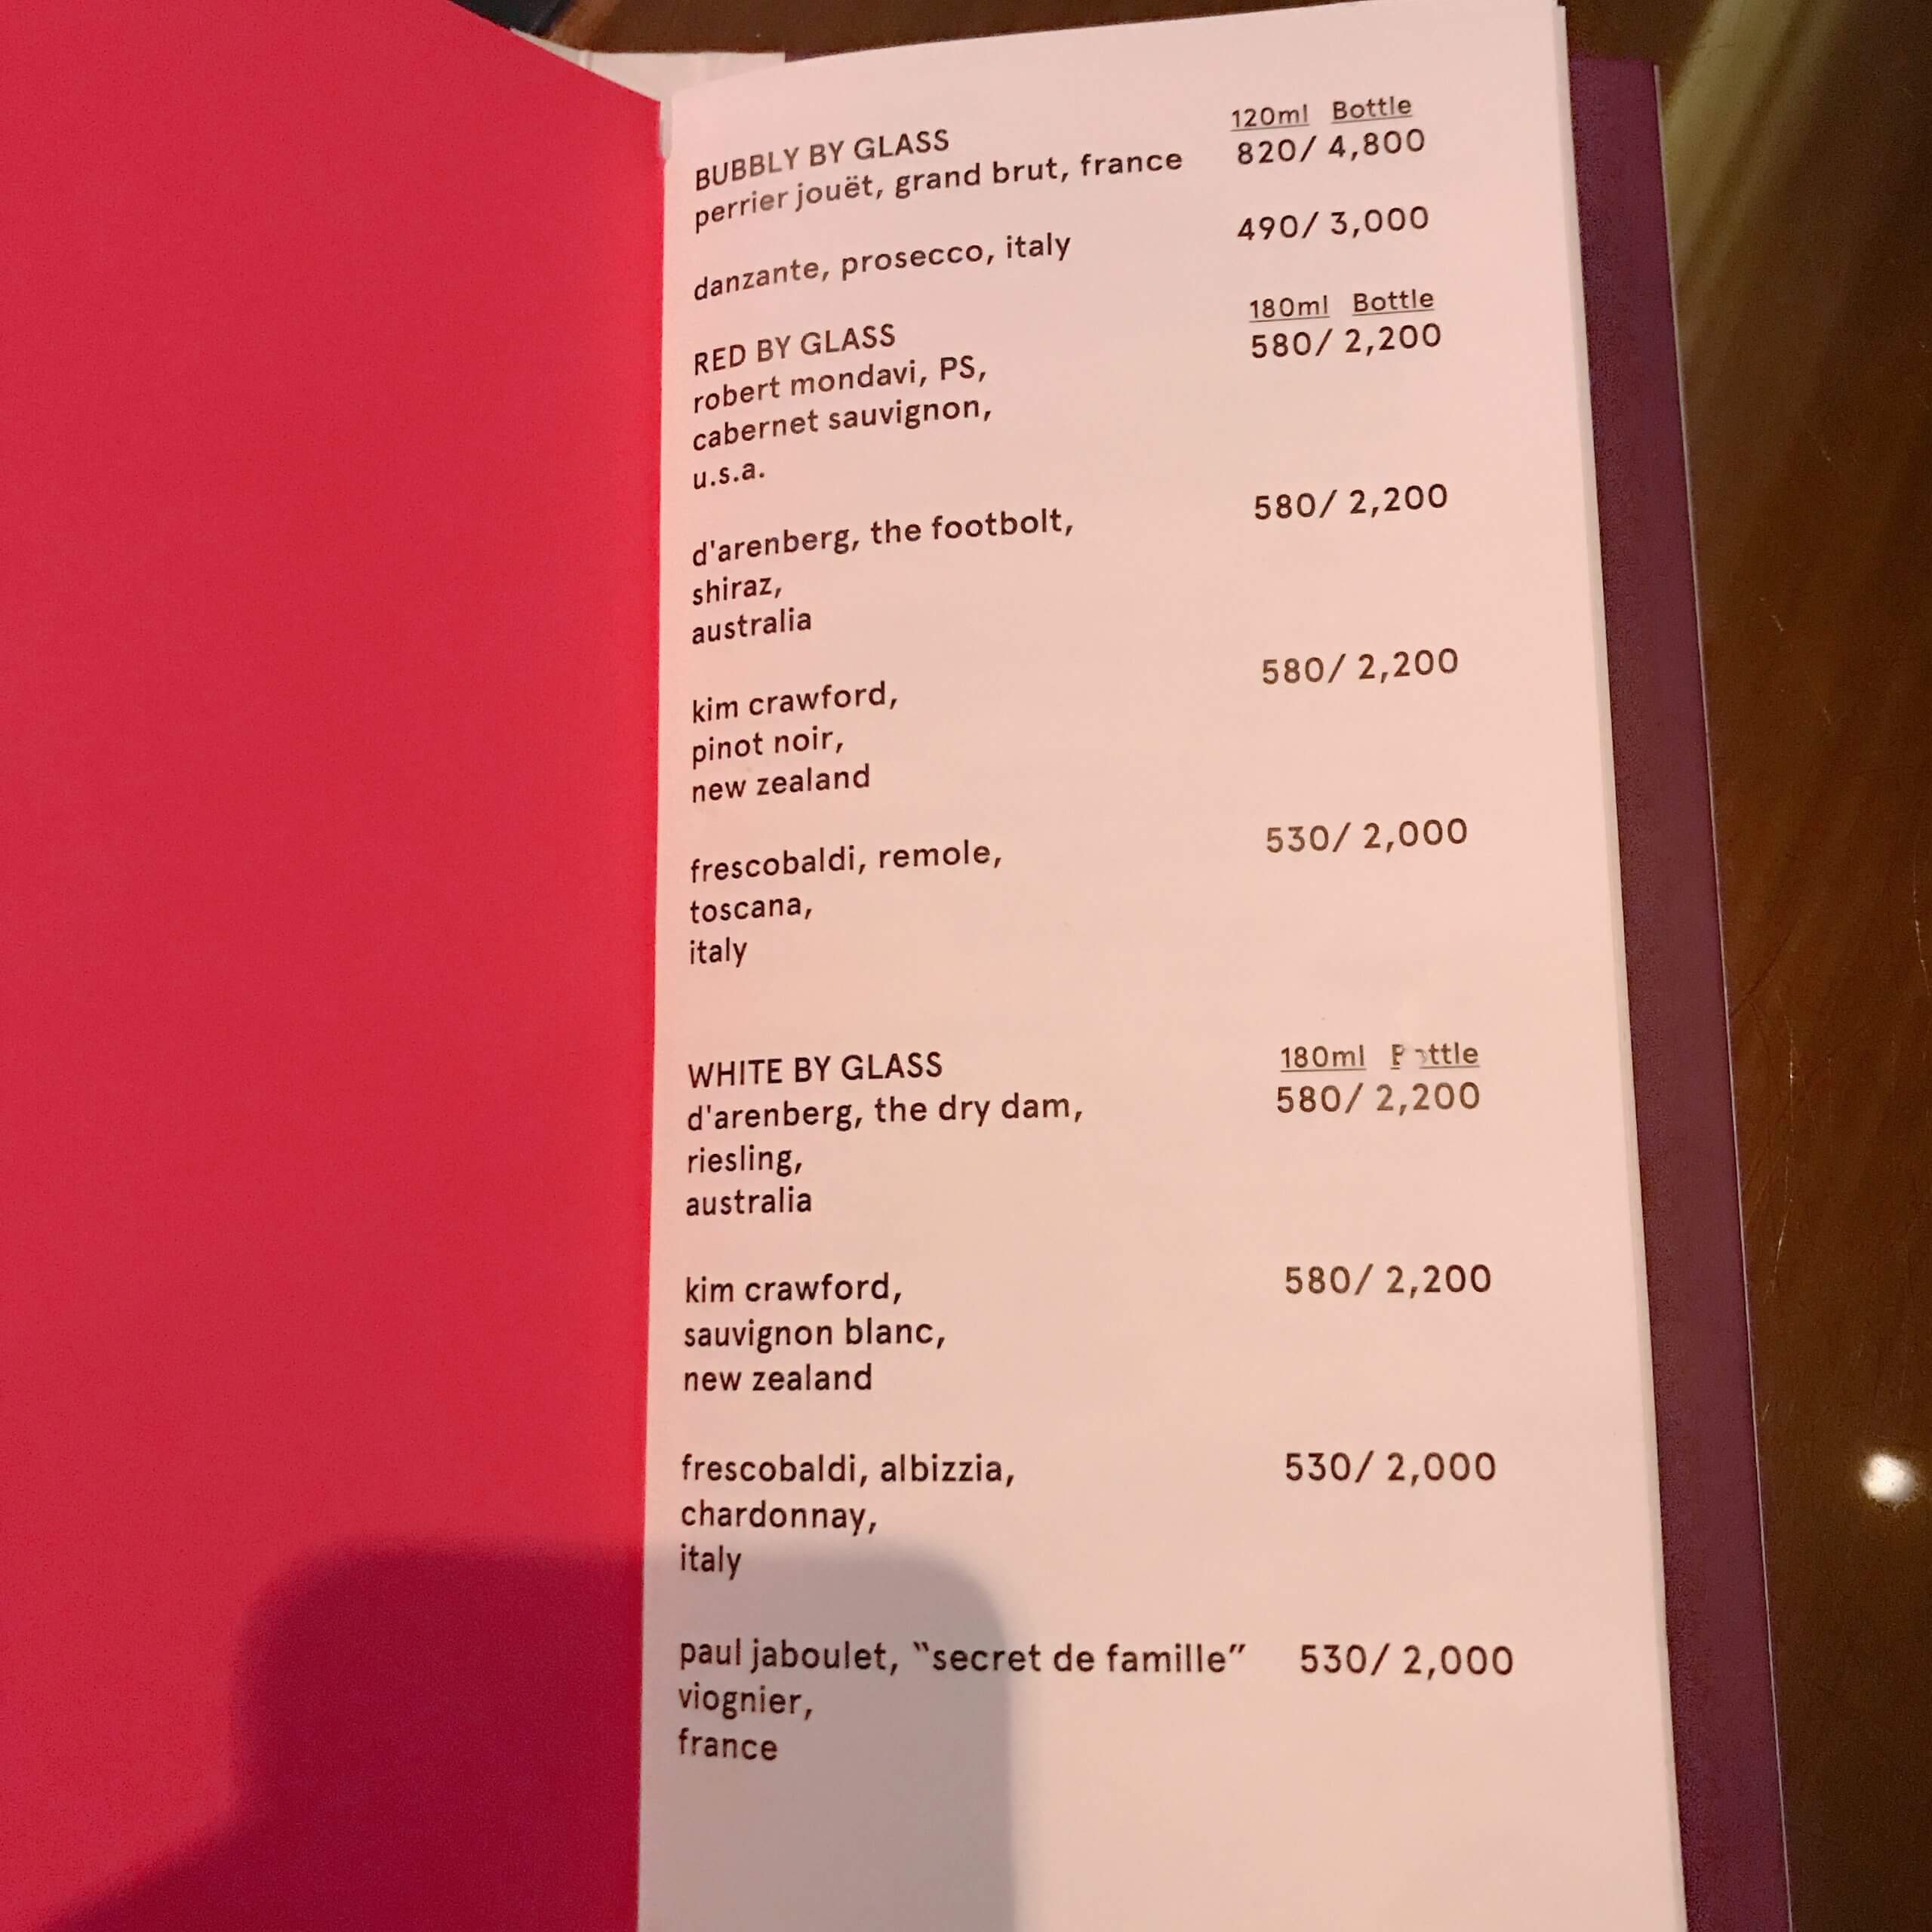 120ml Bottle
BUBBLY BY GLASS
perrier jouët, grand brut, france 820/ 4,800
danzante, prosecco, italy 490/ 3,000
180ml Bottle
RED BY GLASS 580/ 2,200
robert mondavi, PS,
cabernet sauvignon,
u.s.a.
d'arenberg, the footbolt, 580/ 2,200
shiraz,
australia
kim crawford, 580/ 2,200
pinot noir,
new zealand
frescobaldi, remole, 530/ 2,000
toscana,
italy
WHITE BY GLASS 180ml
d'arenberg, the dry dam, 580/ 2,200
riesling,
australia
kim crawford, 580/ 2,200
sauvignon blanc,
new zealand
frescobaldi, albizzia, 530/ 2,000
chardonnay,
italy
paul jaboulet, "secret de famille" 530/ 2,000
viognier,
france